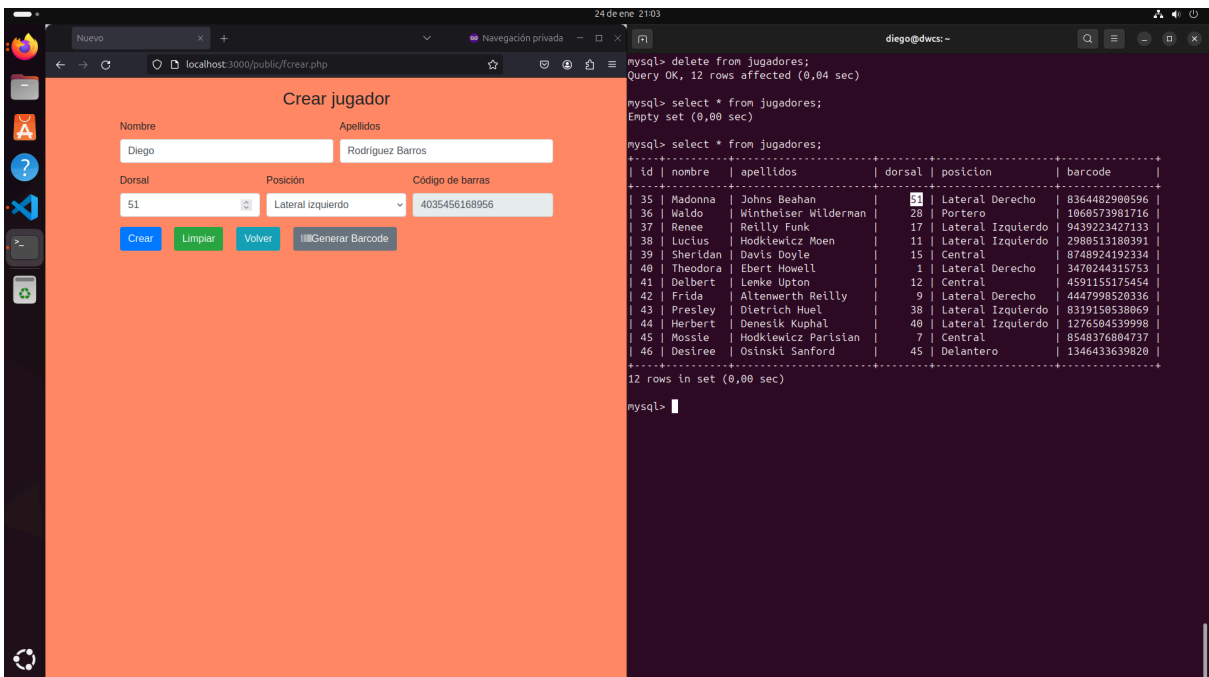 24 de ene 21:03
Nuevo
Navegación privada
localhost:3000/public/fcrear.php
Crear jugador
Nombre Apellidos
Diego Rodríguez Barros
Dorsal Posición Código de barras
51 Lateral izquierdo 4035456168956
Crear Limpiar Volver Generar Barcode
diego@dwcs: ~
mysql> delete from jugadores;
Query OK, 12 rows affected (0,04 sec)
mysql> select * from jugadores;
Empty set (0,00 sec)
mysql> select * from jugadores;
+----+----------+----------------------+--------+-------------------+---------------+
| id | nombre | apellidos | dorsal | posicion | barcode |
+----+----------+----------------------+--------+-------------------+---------------+
| 35 | Madonna | Johns Beahan | 51 | Lateral Derecho | 8364482900596 |
| 36 | Waldo | Wintheiser Wilderman | 28 | Portero | 1060573981716 |
| 37 | Renee | Reilly Funk | 17 | Lateral Izquierdo | 9439223427133 |
| 38 | Lucius | Hodkiewicz Moen | 11 | Lateral Izquierdo | 2980513180391 |
| 39 | Sheridan | Davis Doyle | 15 | Central | 8748924192334 |
| 40 | Theodora | Ebert Howell | 1 | Lateral Derecho | 3470244315753 |
| 41 | Delbert | Lemke Upton | 12 | Central | 4591155175454 |
| 42 | Frida | Altenwerth Reilly | 9 | Lateral Derecho | 4447998520336 |
| 43 | Presley | Dietrich Huel | 38 | Lateral Izquierdo | 8319150538069 |
| 44 | Herbert | Denesik Kuphal | 40 | Lateral Izquierdo | 1276504539998 |
| 45 | Mossie | Hodkiewicz Parisian | 7 | Central | 8548376804737 |
| 46 | Desiree | Osinski Sanford | 45 | Delantero | 1346433639820 |
+----+----------+----------------------+--------+-------------------+---------------+
12 rows in set (0,00 sec)
mysql>